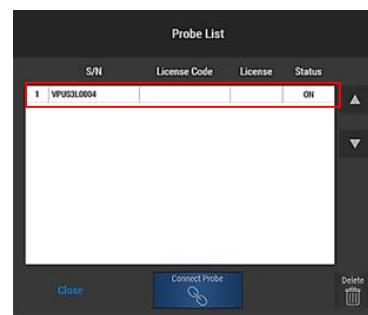 Probe List
S/N License Code License Status
1 VPUS3L0004 ON
Connect Probe
Close
Delete